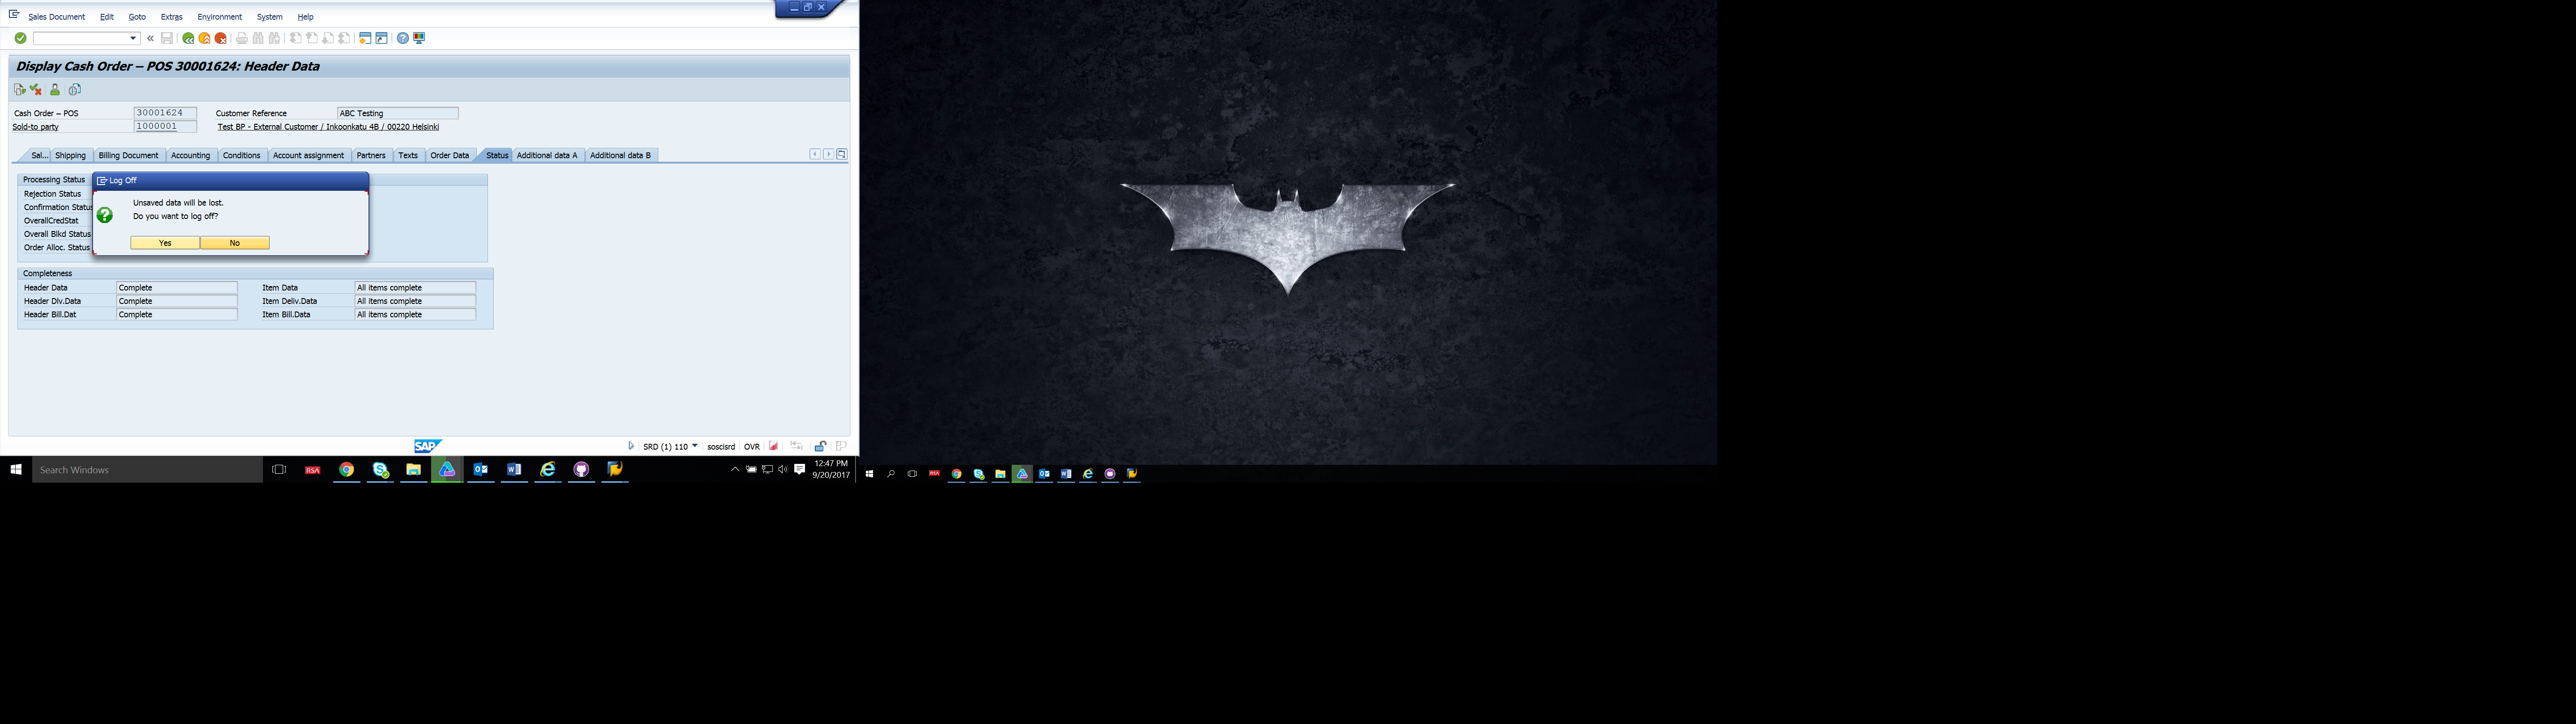 Sales Document Edit Goto Extras Environment System Help
Display Cash Order – POS 30001624: Header Data
Cash Order – POS 30001624 Customer Reference ABC Testing
Sold-to party 1000001 Test BP - External Customer / Inkoonkatu 4B / 00220 Helsinki
Sal... Shipping Billing Document Accounting Conditions Account assignment Partners Texts Order Data Status Additional data A Additional data B
Processing Status
Log Off
Rejection Status
Unsaved data will be lost.
Confirmation Status
Do you want to log off?
OverallCredStat
Overall Blkd Status
Order Alloc. Status
Yes No
Completeness
Header Data Complete Item Data All items complete
Header Dlv.Data Complete Item Deliv.Data All items complete
Header Bill.Dat Complete Item Bill.Data All items complete
SAP SRD (1) 110 soscisrd OVR
Search Windows RSA 12:47 PM
9/20/2017
RSA